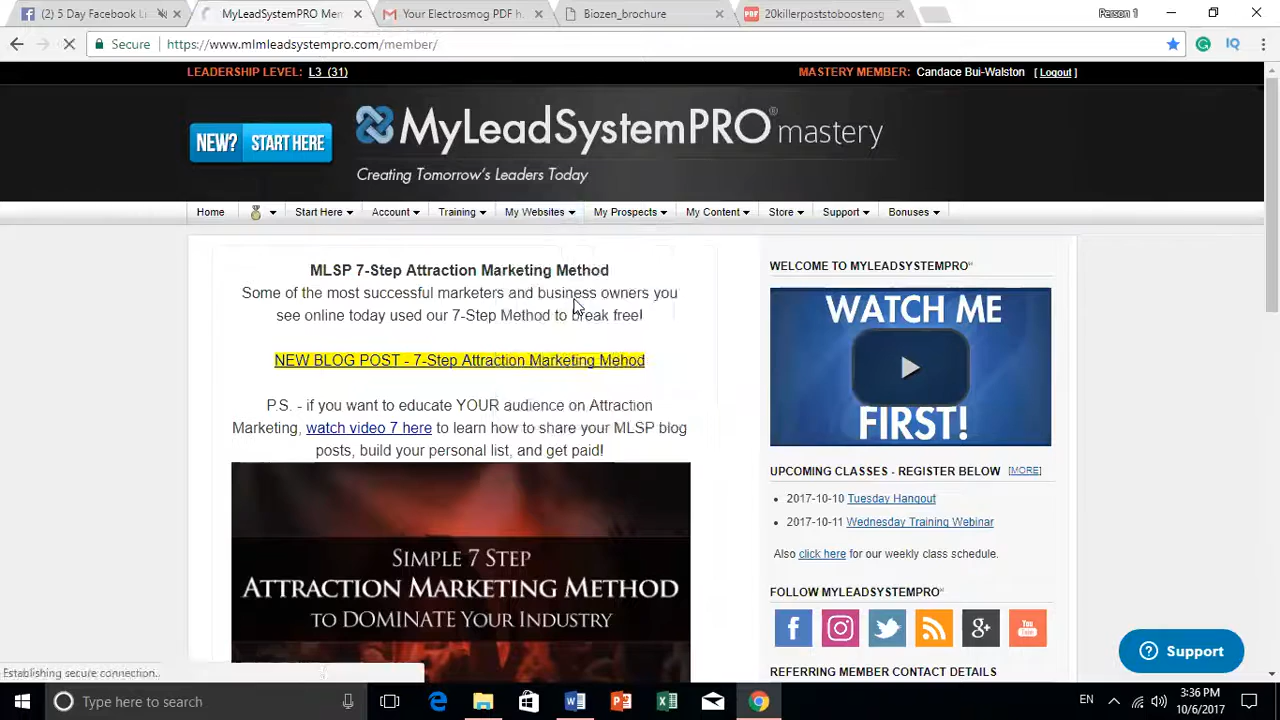 (2) 5 Day Facebook L
MyLeadSystemPRO Mem
Your Electrosmog PDF h
Biozen_brochure
PDF 20killerpoststoboosteng
Person 1
Secure https://www.mlmleadsystempro.com/member/
LEADERSHIP LEVEL: L3 (31)
MASTERY MEMBER: Candace Bui-Walston [ Logout ]
NEW? START HERE
MyLeadSystemPRO® mastery
Creating Tomorrow's Leaders Today
Home Start Here Account Training My Websites My Prospects My Content Store Support Bonuses
MLSP 7-Step Attraction Marketing Method
Some of the most successful marketers and business owners you
see online today used our 7-Step Method to break free!
NEW BLOG POST - 7-Step Attraction Marketing Mehod
P.S. - if you want to educate YOUR audience on Attraction
Marketing, watch video 7 here to learn how to share your MLSP blog
posts, build your personal list, and get paid!
SIMPLE 7 STEP
ATTRACTION MARKETING METHOD
TO DOMINATE YOUR INDUSTRY
WELCOME TO MYLEADSYSTEMPRO®
WATCH ME
FIRST!
UPCOMING CLASSES - REGISTER BELOW [MORE]
• 2017-10-10 Tuesday Hangout
• 2017-10-11 Wednesday Training Webinar
Also click here for our weekly class schedule.
FOLLOW MYLEADSYSTEMPRO®
f g+ You Tube
REFERRING MEMBER CONTACT DETAILS
? Support
Establishing secure connection...
Type here to search
EN
3:36 PM
10/6/2017